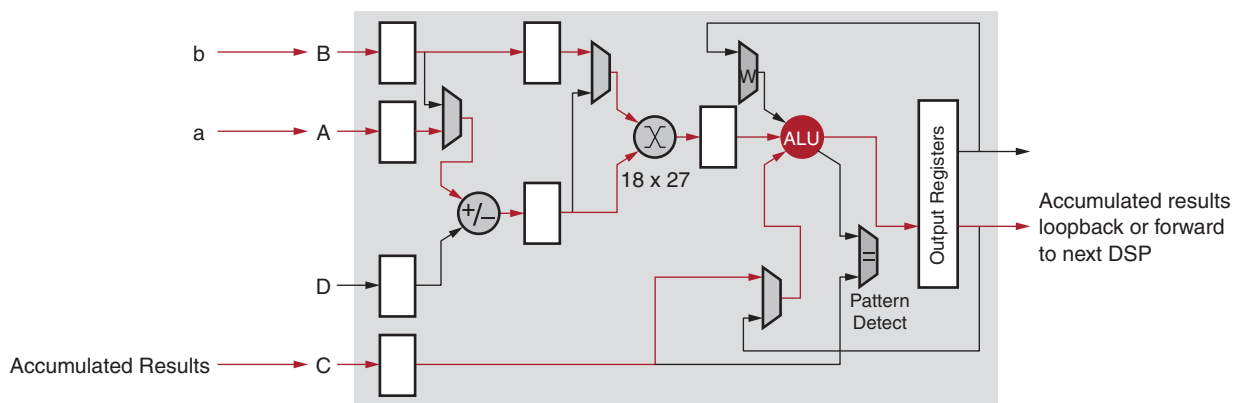 b
B
a
A
D
Accumulated Results
C
+/–
18 x 27
W
ALU
=
Pattern
Detect
Output Registers
Accumulated results
loopback or forward
to next DSP